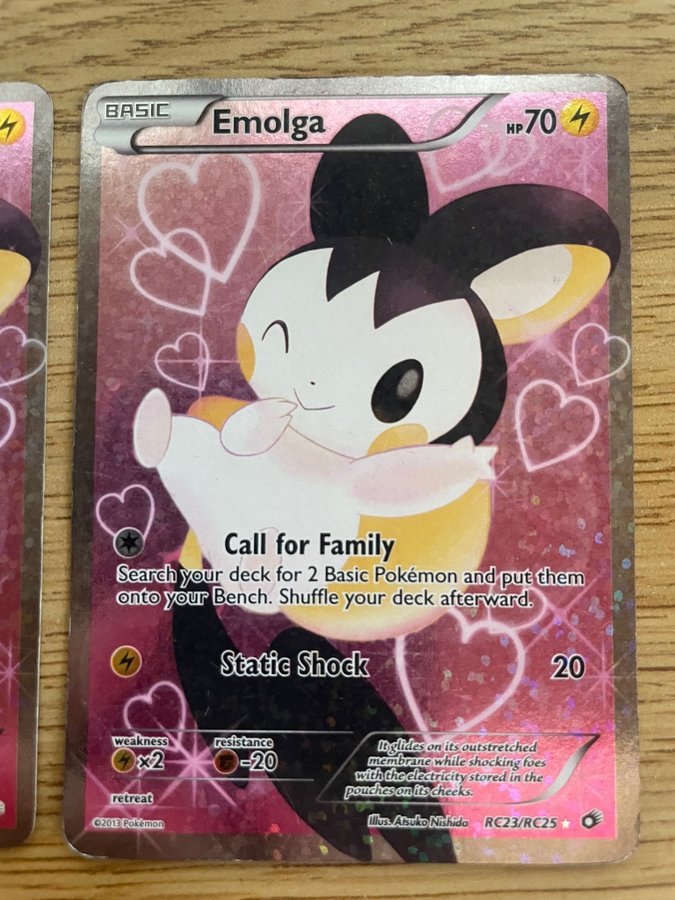 BASIC Emolga HP70
Call for Family
Search your deck for 2 Basic Pokémon and put them
onto your Bench. Shuffle your deck afterward.
Static Shock 20
weakness resistance
×2 -20
retreat
It glides on its outstretched
membrane while shocking foes
with the electricity stored in the
pouches on its cheeks.
©2013 Pokémon Illus. Atsuko Nishida RC23/RC25